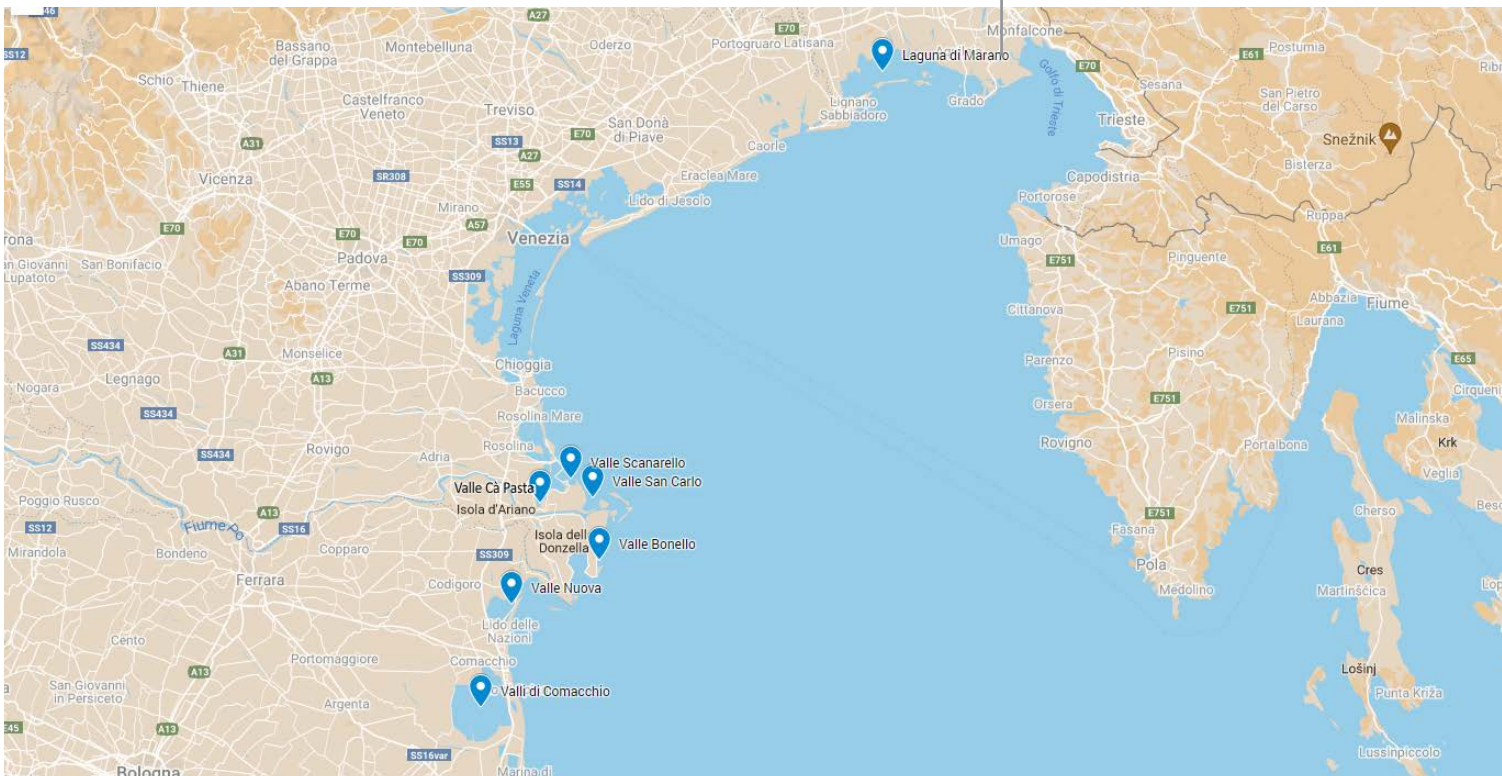 46
A27
E70
SS12
Bassano
del Grappa
Montebelluna
Oderzo
Portogruaro
Latisana
Monfalcone
Laguna di Marano
E70
E61
Postumia
Schio
Thiene
Castelfranco
Veneto
Treviso
San Donà
di Piave
Lignano
Sabbiadoro
Grado
Golfo di Trieste
Sesana
San Pietro
del Carso
Trieste
Snežnik
Bisterza
A31
SS13
E70
A27
Caorle
Vicenza
SR308
E55
SS14
Eraclea Mare
Capodistria
Mirano
Lido di Jesolo
Portorose
Ruppa
E70
E70
E70
A57
Venezia
Umago
E61
Padova
San Giovanni
Lupatoto
San Bonifacio
SS309
E751
Pinguente
Abano Terme
Laguna Veneta
Cittanova
E751
Abbazia
Fiume
Laurana
SS434
A31
Monselice
Chioggia
Parenzo
Pisino
E65
Nogara
Legnago
A13
Bacucco
Orsera
E751
Malinska
SS434
Rosolina Mare
Rovigno
Portalbona
Krk
SS434
Rovigo
Adria
Rosolina
Valle Scanarello
Veglia
Valle Cà Pasta
Valle San Carlo
Poggio Rusco
Isola d'Ariano
Cherso
A13
E751
SS12
Fiume Po
SS16
Fasana
Mirandola
Bondeno
Copparo
SS309
Isola dell
Donzella
Valle Bonello
Pola
Cres
Ferrara
Codigoro
Valle Nuova
Medolino
Martinšćica
Lido delle
Nazioni
Cento
Portomaggiore
Comacchio
A13
Lošinj
San Giovanni
in Persiceto
Valli di Comacchio
Punta Križa
Argenta
E45
A13
SS16var
Lussinpiccolo
Bologna
Marina di